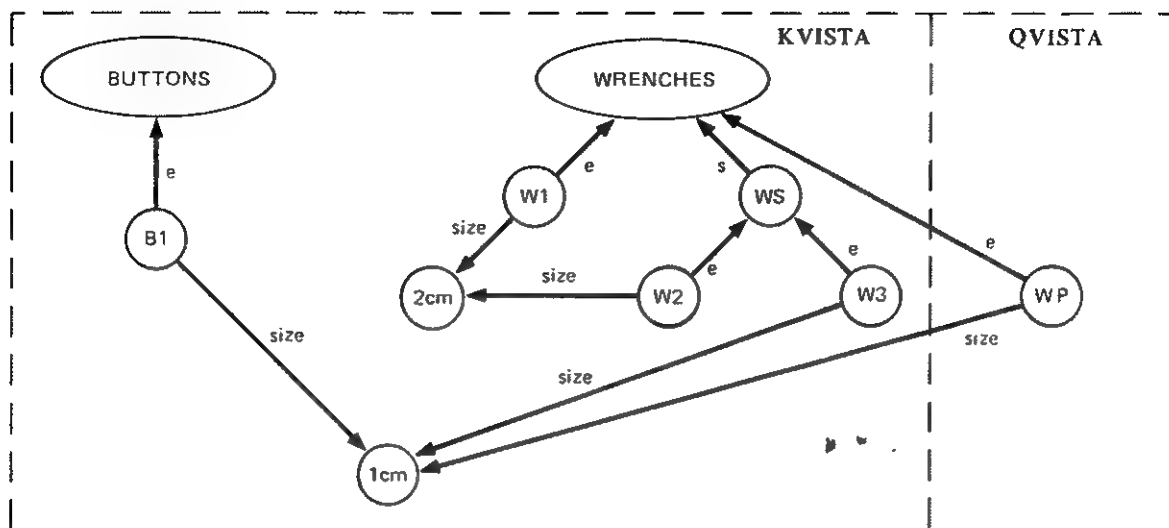 KVISTA QVISTA
BUTTONS WRENCHES
e e s
W1 WS
size
B1 e e e
2cm size W2 W3 WP
size size
size
1cm